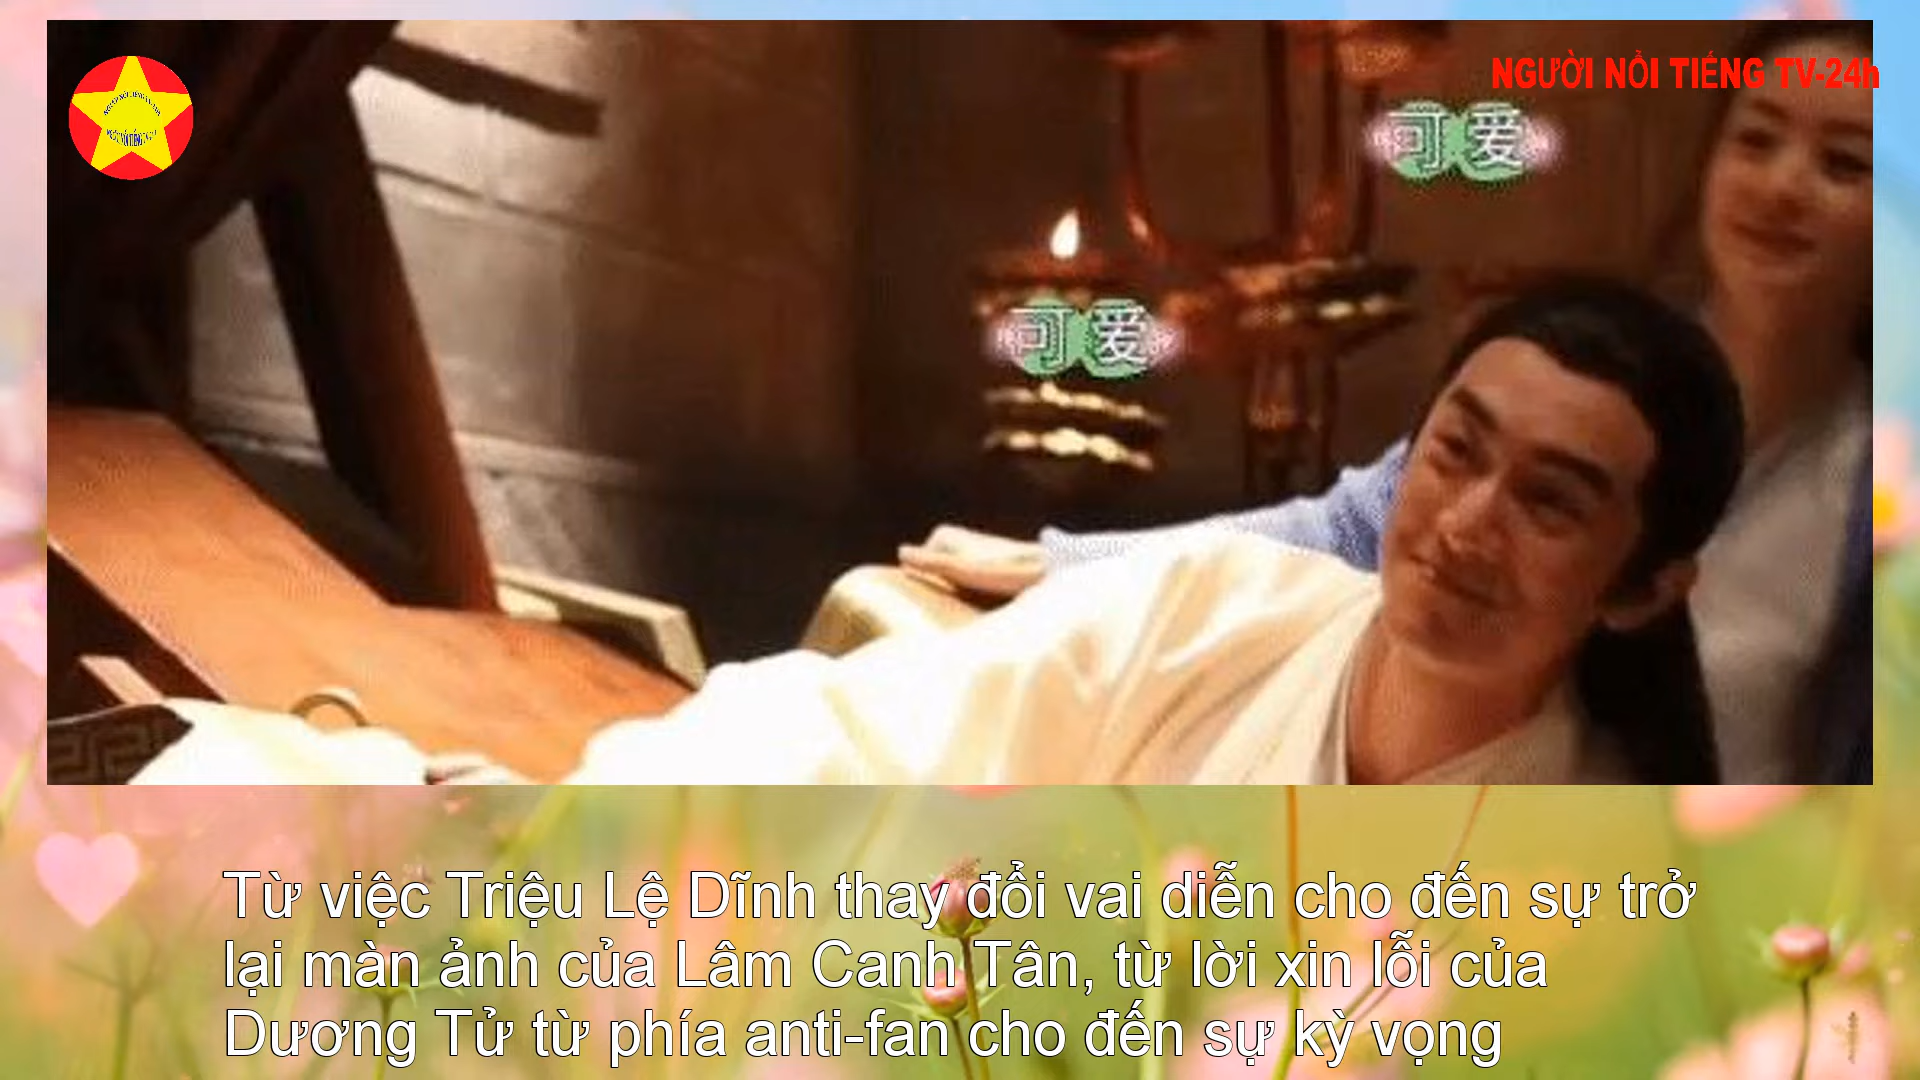 NGƯỜI NỔI TIẾNG TV-24h
可爱
可爱
Từ việc Triệu Lệ Dĩnh thay đổi vai diễn cho đến sự trở
lại màn ảnh của Lâm Canh Tân, từ lời xin lỗi của
Dương Tử từ phía anti-fan cho đến sự kỳ vọng